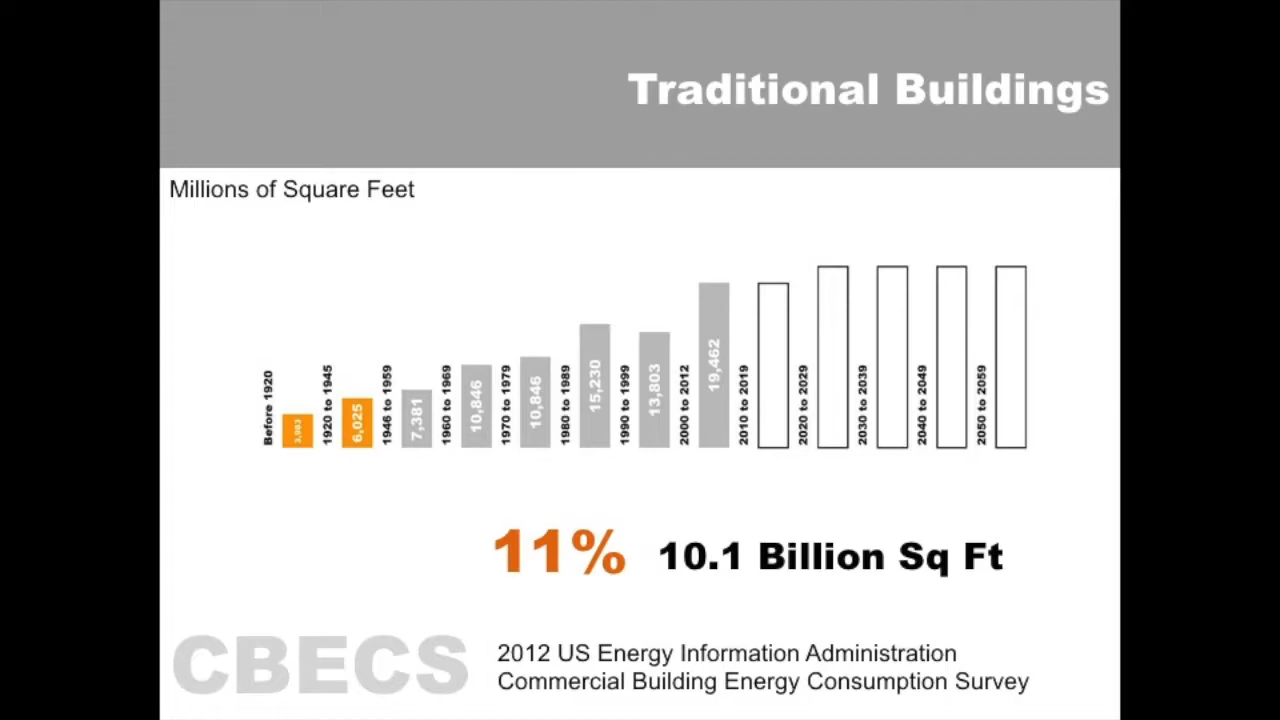 Traditional Buildings
Millions of Square Feet
Before 1920
3,983
1920 to 1945
6,025
1946 to 1959
7,381
1960 to 1969
10,846
1970 to 1979
10,846
1980 to 1989
15,230
1990 to 1999
13,803
2000 to 2012
19,462
2010 to 2019
2020 to 2029
2030 to 2039
2040 to 2049
2050 to 2059
11% 10.1 Billion Sq Ft
CBECS
2012 US Energy Information Administration
Commercial Building Energy Consumption Survey